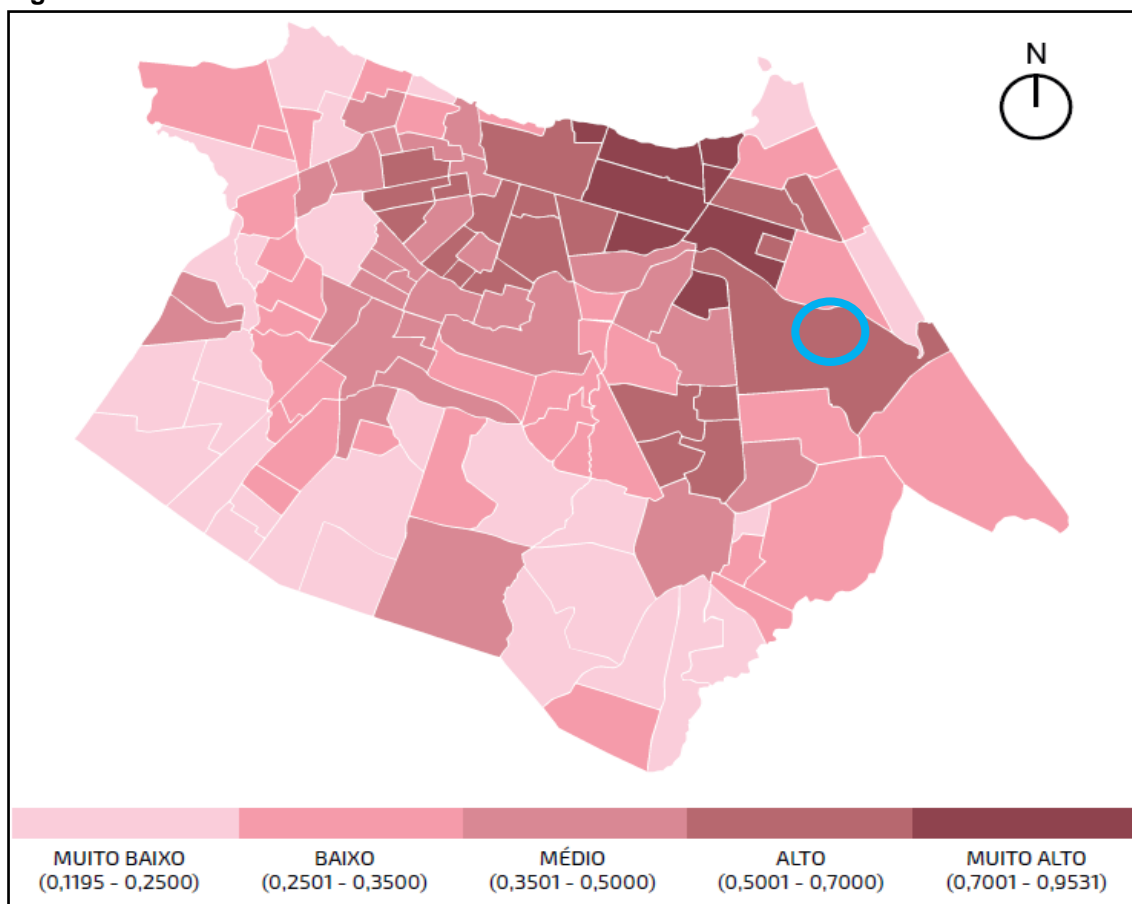 N
MUITO BAIXO
(0,1195 - 0,2500)
BAIXO
(0,2501 - 0,3500)
MÉDIO
(0,3501 - 0,5000)
ALTO
(0,5001 - 0,7000)
MUITO ALTO
(0,7001 - 0,9531)